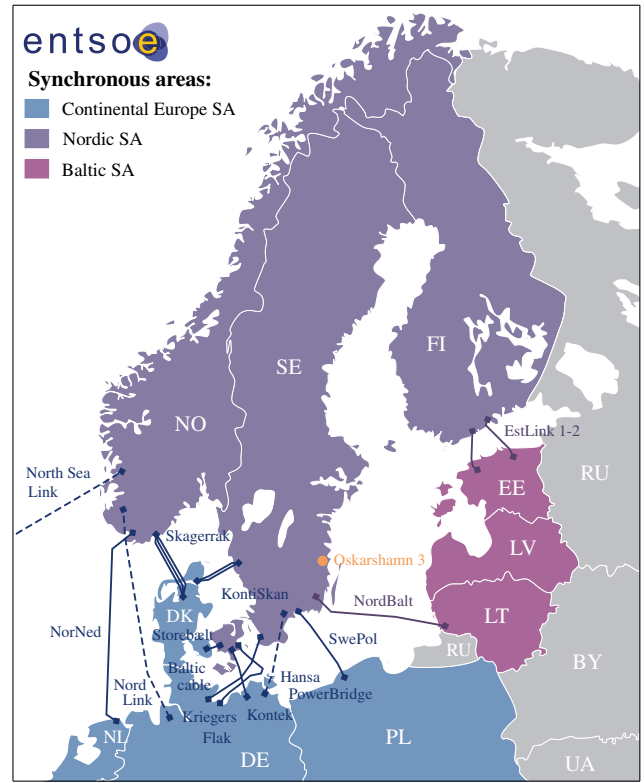 entsoe
Synchronous areas:
Continental Europe SA
Nordic SA
Baltic SA
FI
SE
NO
EstLink 1-2
North Sea
Link
RU
EE
Skagerrak
LV
Oskarshamn 3
KontiSkan
NordBalt
DK
LT
NorNed
Storebælt
SwePol
RU
BY
Baltic
cable
Hansa
PowerBridge
Nord
Link
Kriegers
Flak
Kontek
NL
DE
PL
UA